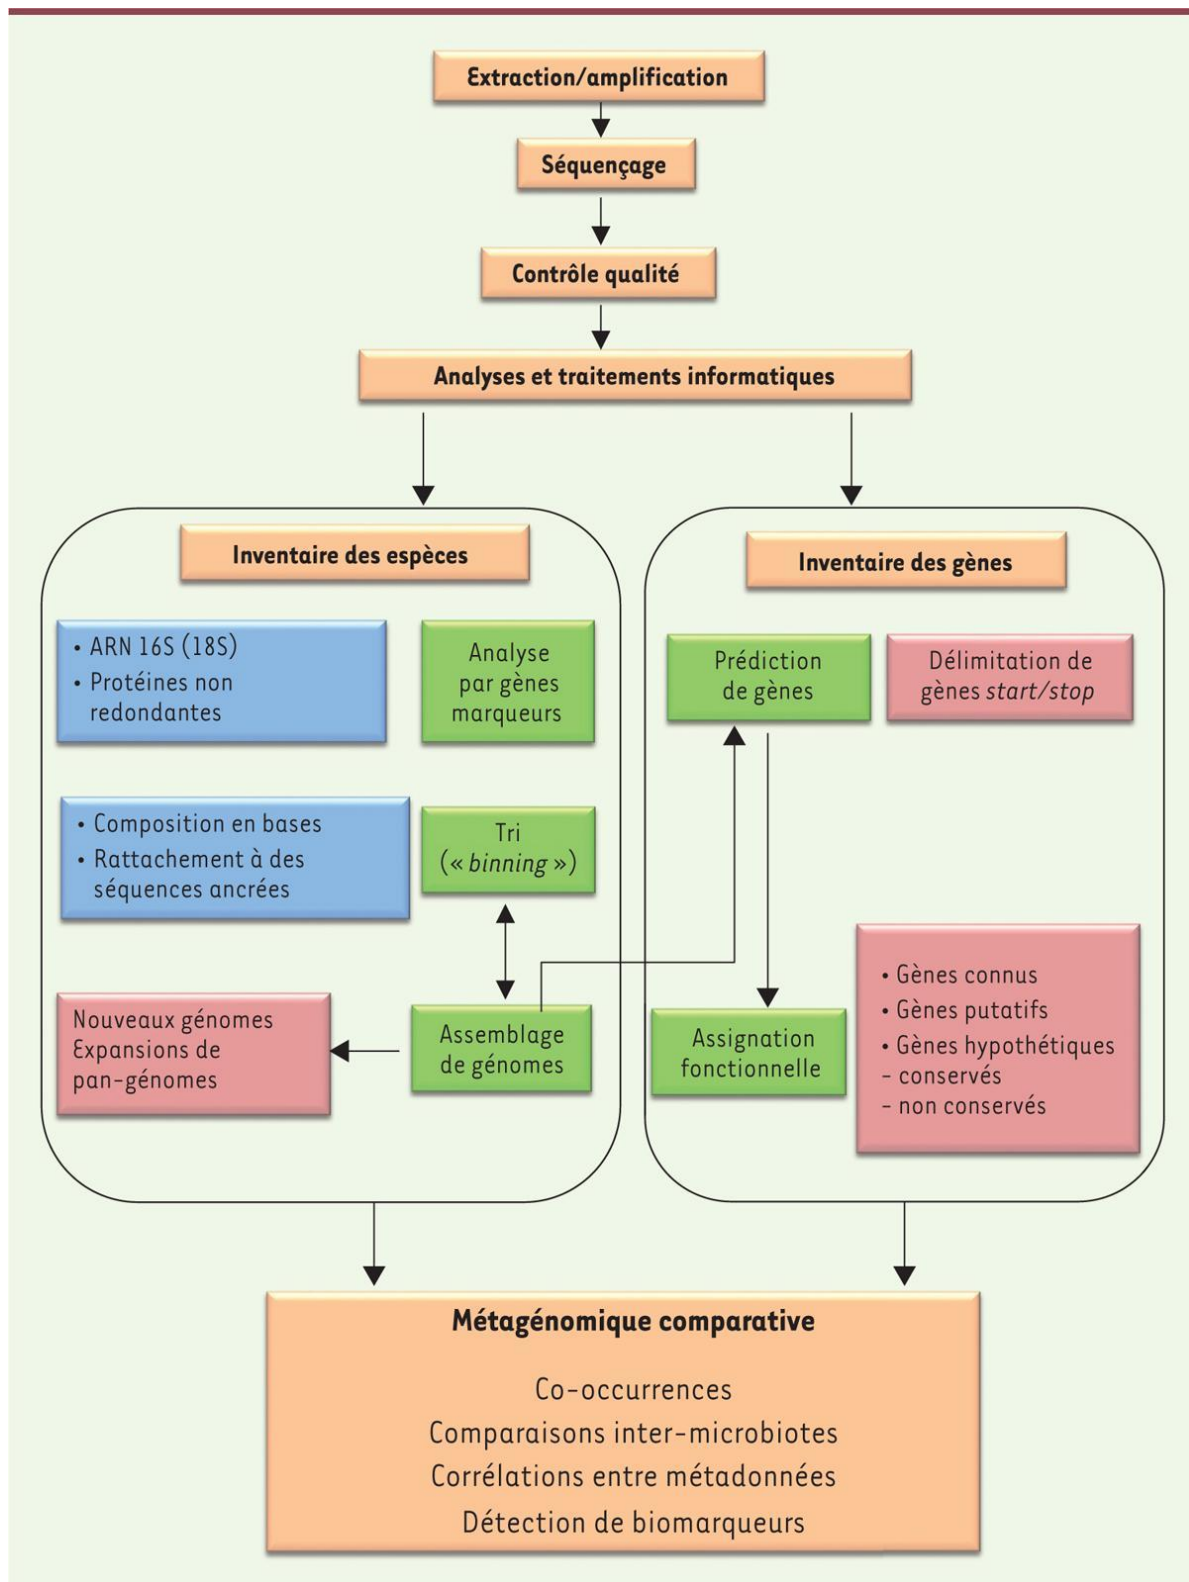 Extraction/amplification
Séquençage
Contrôle qualité
Analyses et traitements informatiques
Inventaire des espèces
• ARN 16S (18S)
• Protéines non
redondantes
Analyse
par gènes
marqueurs
• Composition en bases
• Rattachement à des
séquences ancrées
Tri
(« binning »)
Nouveaux génomes
Expansions de
pan-génomes
Assemblage
de génomes
Inventaire des gènes
Prédiction
de gènes
Délimitation de
gènes start/stop
Assignation
fonctionnelle
• Gènes connus
• Gènes putatifs
• Gènes hypothétiques
- conservés
- non conservés
Métagénomique comparative
Co-occurrences
Comparaisons inter-microbiotes
Corrélations entre métadonnées
Détection de biomarqueurs